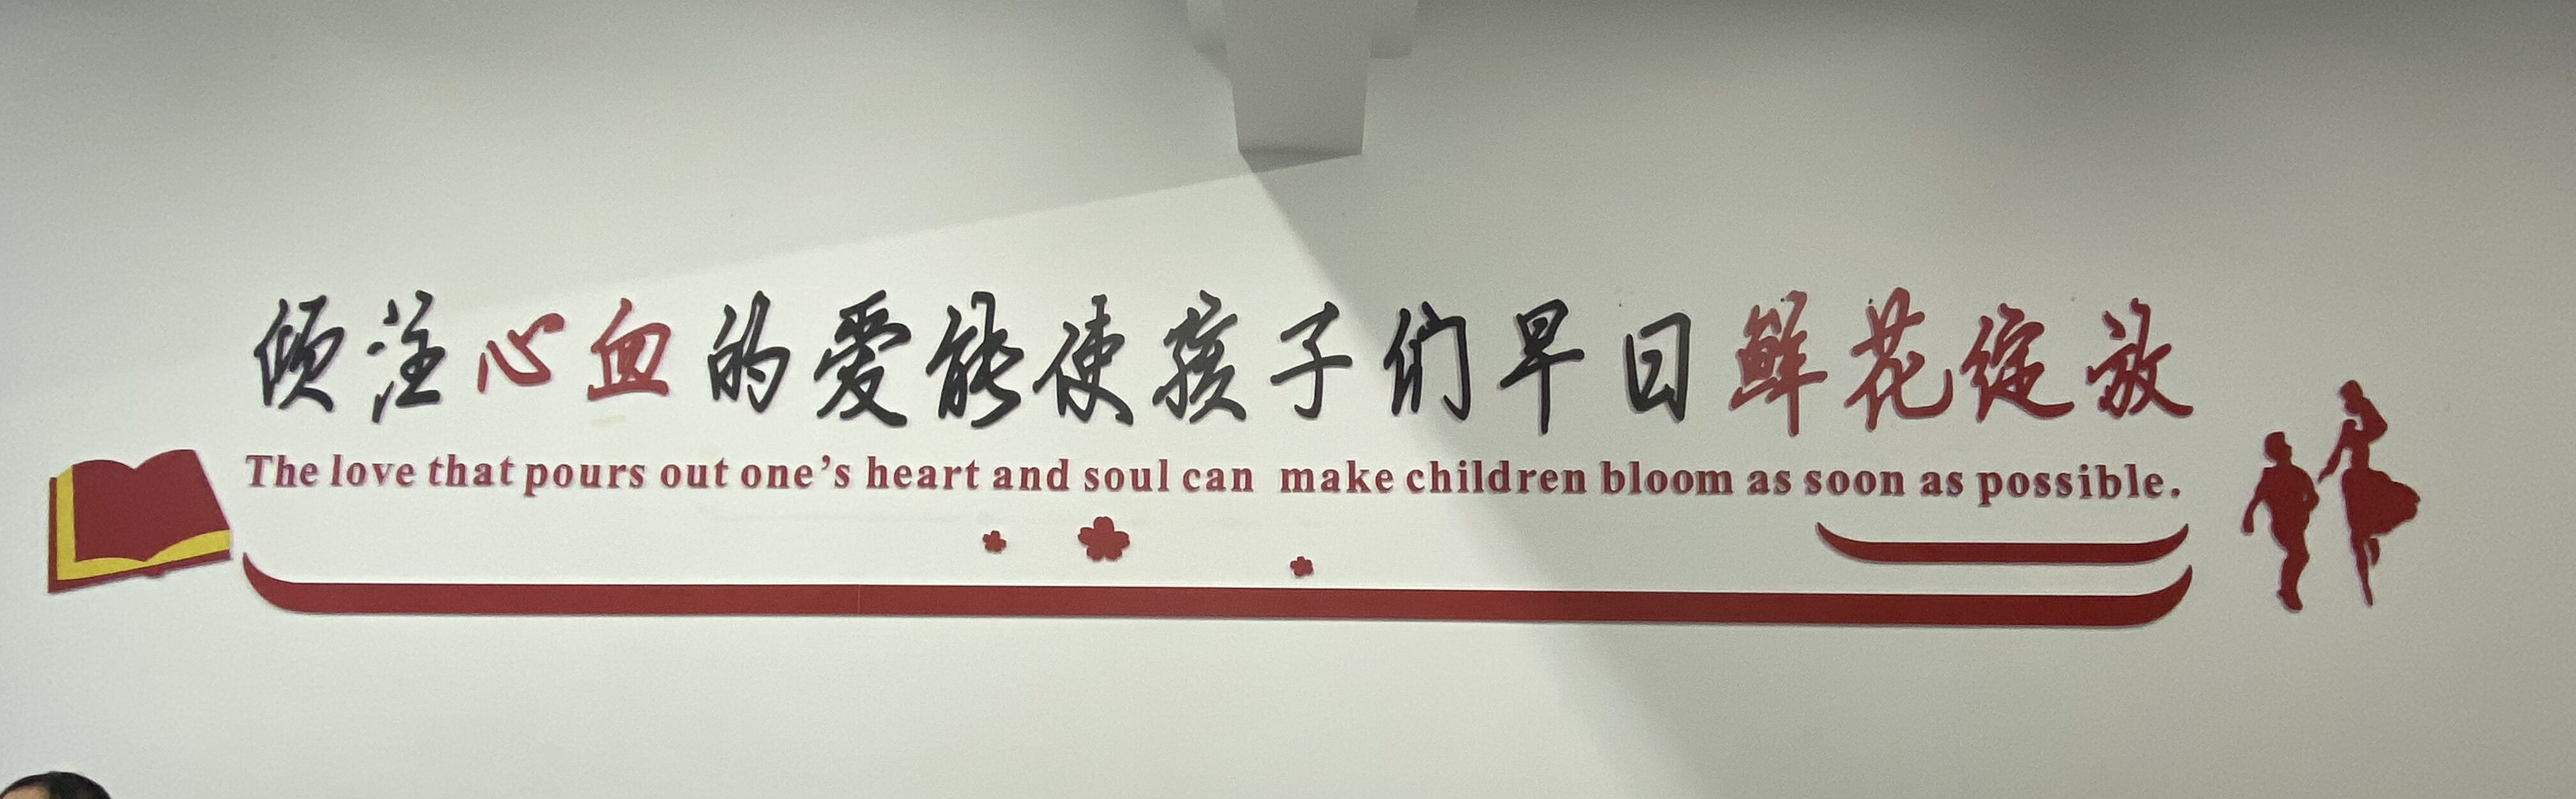 倾注心血的爱能使孩子们早日鲜花绽放
The love that pours out one’s heart and soul can make children bloom as soon as possible.